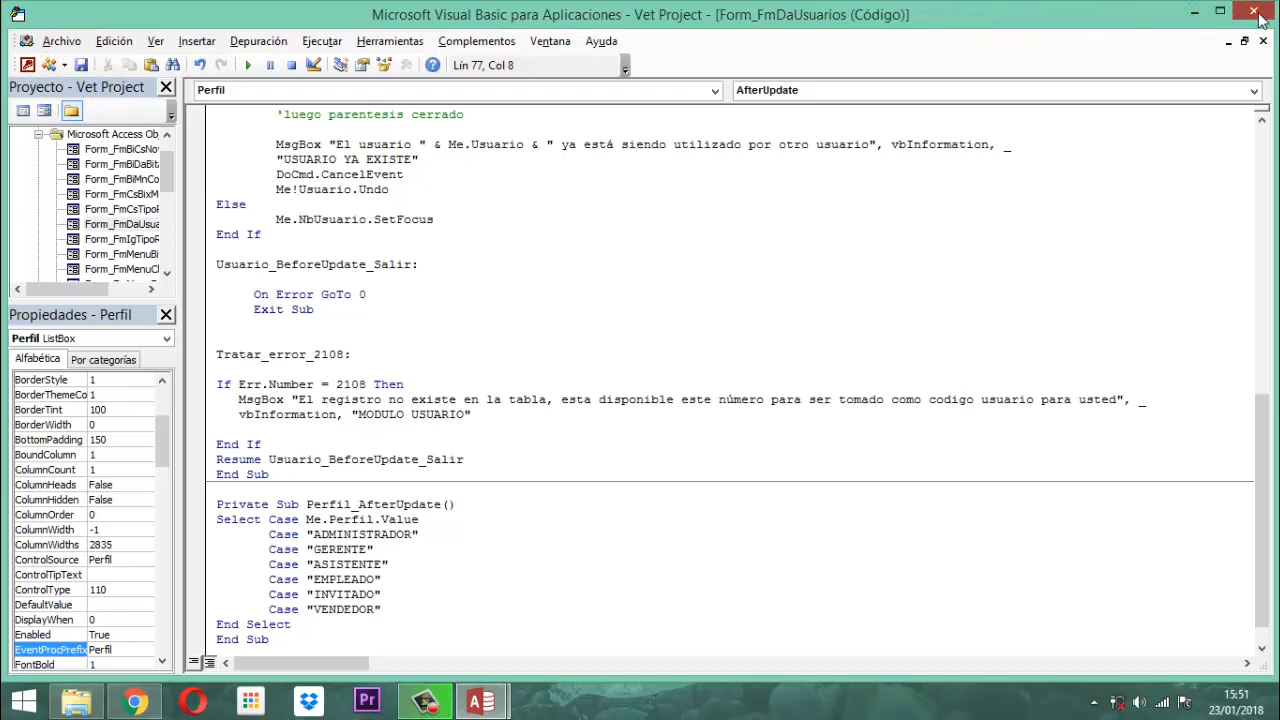 Microsoft Visual Basic para Aplicaciones - Vet Project - [Form_FmDaUsuarios (Código)]
Archivo Edición Ver Insertar Depuración Ejecutar Herramientas Complementos Ventana Ayuda
Lín 77, Col 8
Proyecto - Vet Project
Microsoft Access Obj
Form_FmBiCsNov
Form_FmBiDaBita
Form_FmBiMnCo
Form_FmCsBixM
Form_FmCsTipoR
Form_FmDaUsua
Form_FmIgTipoR
Form_FmMenuBi
Form_FmMenuCl
Propiedades - Perfil
Perfil ListBox
Alfabética Por categorías
BorderStyle 1
BorderThemeCo 1
BorderTint 100
BorderWidth 0
BottomPadding 150
BoundColumn 1
ColumnCount 1
ColumnHeads False
ColumnHidden False
ColumnOrder 0
ColumnWidth -1
ColumnWidths 2835
ControlSource Perfil
ControlTipText
ControlType 110
DefaultValue
DisplayWhen 0
Enabled True
EventProcPrefix Perfil
FontBold 1
Perfil AfterUpdate
'luego parentesis cerrado
MsgBox "El usuario " & Me.Usuario & " ya está siendo utilizado por otro usuario", vbInformation, _
"USUARIO YA EXISTE"
DoCmd.CancelEvent
Me!Usuario.Undo
Else
Me.NbUsuario.SetFocus
End If
Usuario_BeforeUpdate_Salir:
On Error GoTo 0
Exit Sub
Tratar_error_2108:
If Err.Number = 2108 Then
MsgBox "El registro no existe en la tabla, esta disponible este número para ser tomado como codigo usuario para usted", _
vbInformation, "MODULO USUARIO"
End If
Resume Usuario_BeforeUpdate_Salir
End Sub
Private Sub Perfil_AfterUpdate()
Select Case Me.Perfil.Value
Case "ADMINISTRADOR"
Case "GERENTE"
Case "ASISTENTE"
Case "EMPLEADO"
Case "INVITADO"
Case "VENDEDOR"
End Select
End Sub
Pr
15:51
23/01/2018